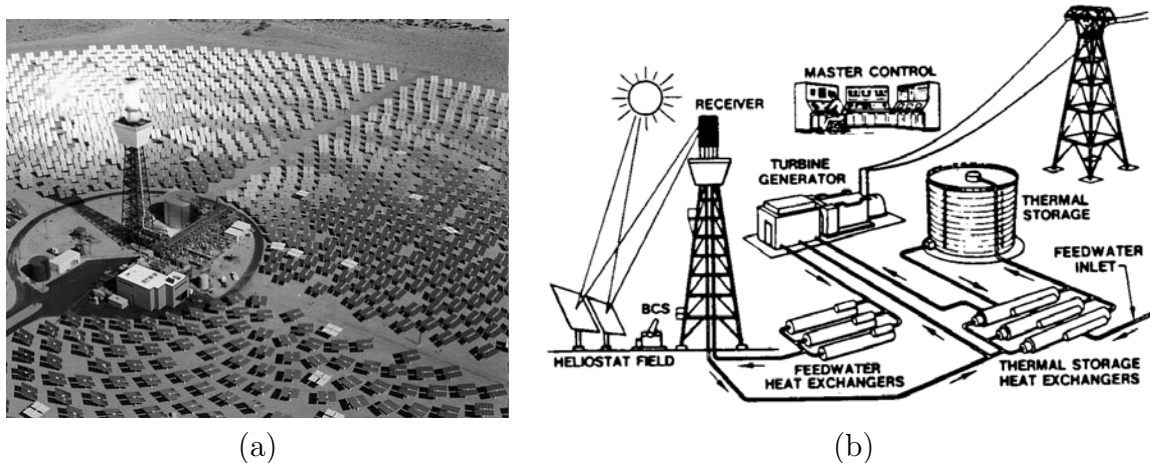 MASTER CONTROL
RECEIVER
TURBINE
GENERATOR
THERMAL
STORAGE
FEEDWATER
INLET
BCS
HELIOSTAT FIELD
FEEDWATER
HEAT EXCHANGERS
THERMAL STORAGE
HEAT EXCHANGERS
(a)
(b)